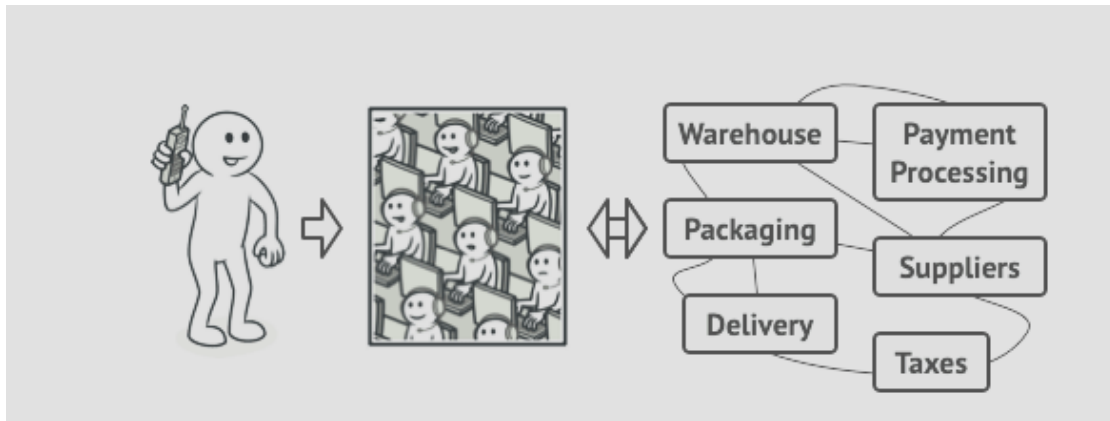 Warehouse
Payment
Processing
Packaging
Suppliers
Delivery
Taxes